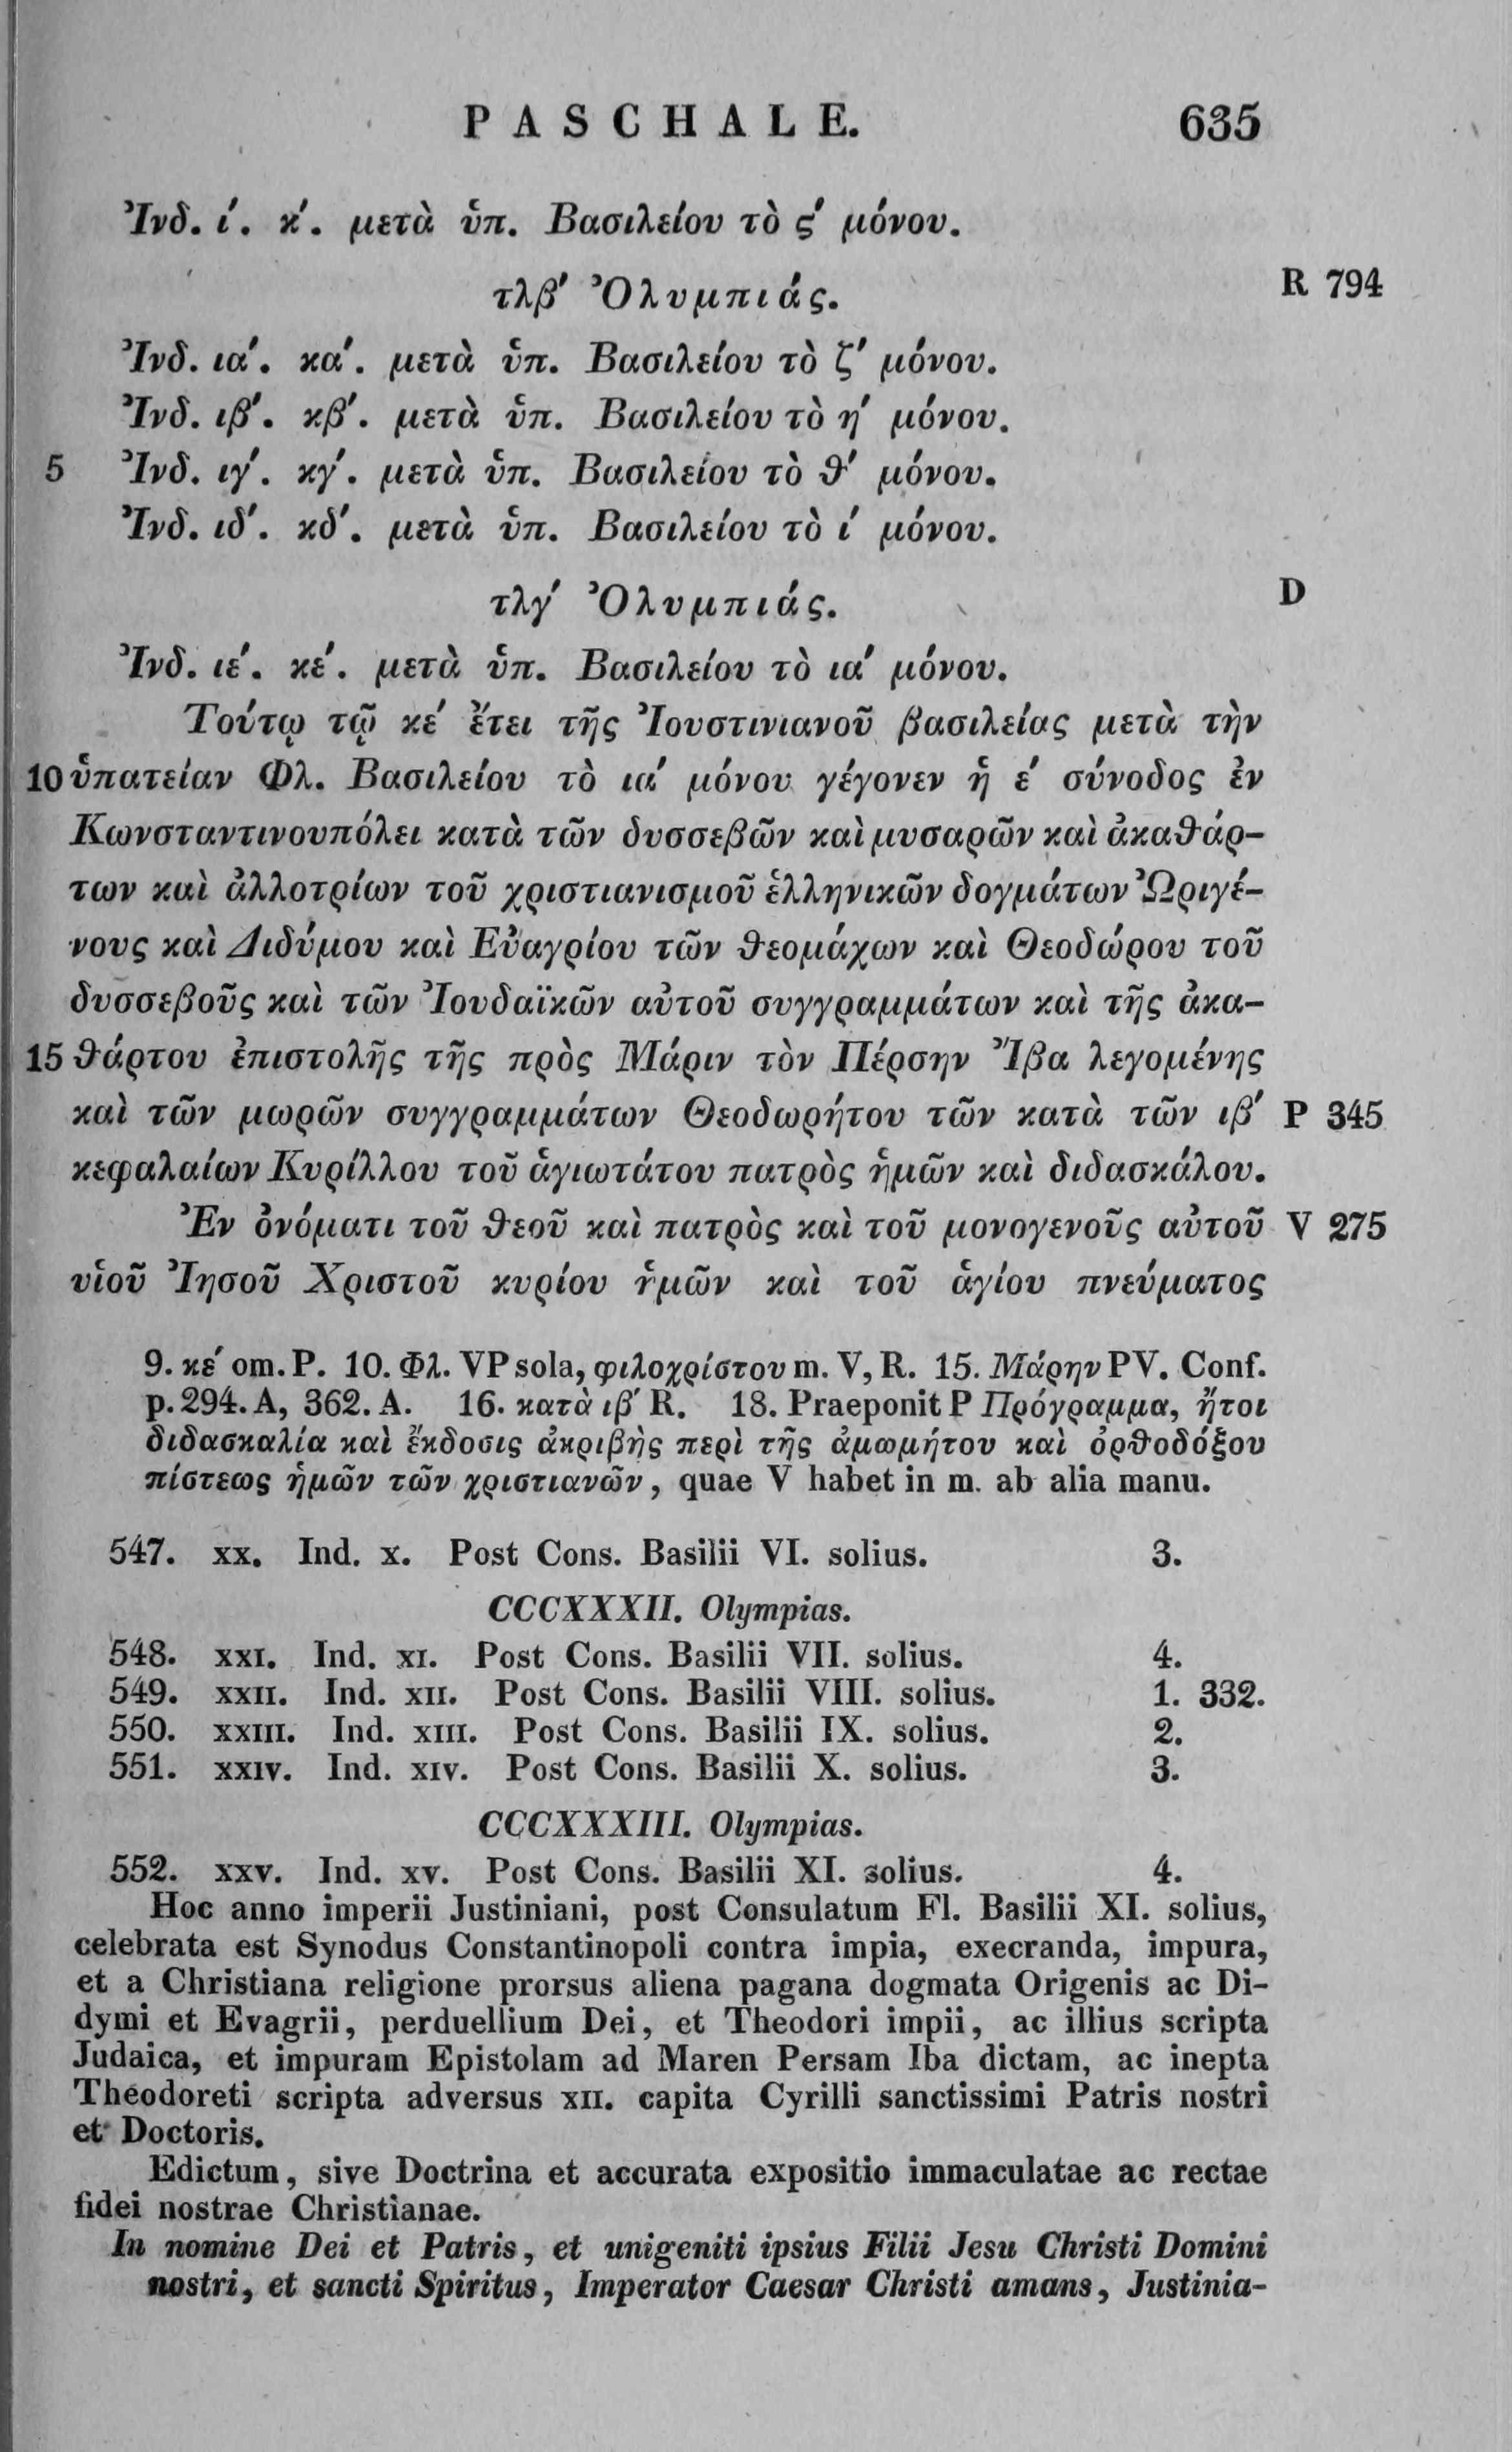 PASCHALE. 635
Ἰνδ. ί. κ΄. μετὰ ὑπ. Βασιλείου τὸ ς΄ μόνου.
τλβ΄ Ὀλυμπιάς. R 794
Ἰνδ. ια΄. κα΄. μετὰ ὑπ. Βασιλείου τὸ ζ΄ μόνου.
Ἰνδ. ιβ΄. κβ΄. μετὰ ὑπ. Βασιλείου τὸ η΄ μόνου.
5 Ἰνδ. ιγ΄. κγ΄. μετὰ ὑπ. Βασιλείου τὸ θ΄ μόνου.
Ἰνδ. ιδ΄. κδ΄. μετὰ ὑπ. Βασιλείου τὸ ί μόνου.
τλγ΄ Ὀλυμπιάς. D
Ἰνδ. ιέ. κέ. μετὰ ὑπ. Βασιλείου τὸ ια΄ μόνου.
Τούτῳ τῷ κέ ἔτει τῆς Ἰουστινιανοῦ βασιλείας μετὰ τὴν
10 ὑπατείαν Φλ. Βασιλείου τὸ ια΄ μόνου γέγονεν ἡ έ σύνοδος ἐν
Κωνσταντινουπόλει κατὰ τῶν δυσσεβῶν καὶ μυσαρῶν καὶ ἀκαθάρ-
των καὶ ἀλλοτρίων τοῦ χριστιανισμοῦ ἑλληνικῶν δογμάτων Ὠριγέ-
νους καὶ Διδύμου καὶ Εὐαγρίου τῶν θεομάχων καὶ Θεοδώρου τοῦ
δυσσεβοῦς καὶ τῶν Ἰουδαϊκῶν αὐτοῦ συγγραμμάτων καὶ τῆς ἀκα-
15 θάρτου ἐπιστολῆς τῆς πρὸς Μάριν τὸν Πέρσην Ἴβα λεγομένης
καὶ τῶν μωρῶν συγγραμμάτων Θεοδωρήτου τῶν κατὰ τῶν ιβ΄ P 345
κεφαλαίων Κυρίλλου τοῦ ἁγιωτάτου πατρὸς ἡμῶν καὶ διδασκάλου.
Ἐν ὀνόματι τοῦ θεοῦ καὶ πατρὸς καὶ τοῦ μονογενοῦς αὐτοῦ V 275
υἱοῦ Ἰησοῦ Χριστοῦ κυρίου ἡμῶν καὶ τοῦ ἁγίου πνεύματος
9. κέ om. P. 10. Φλ. VP sola, φιλοχρίστου m. V, R. 15. Μάρην PV. Conf.
p. 294. A, 362. A. 16. κατὰ ιβ΄ R. 18. Praeponit P Πρόγραμμα, ἤτοι
διδασκαλία καὶ ἔκδοσις ἀκριβὴς περὶ τῆς ἀμωμήτου καὶ ὀρθοδόξου
πίστεως ἡμῶν τῶν χριστιανῶν, quae V habet in m. ab alia manu.
547. xx. Ind. x. Post Cons. Basilii VI. solius. 3.
CCCXXXII. Olympias.
548. xxi. Ind. xi. Post Cons. Basilii VII. solius. 4.
549. xxii. Ind. xii. Post Cons. Basilii VIII. solius. 1. 332.
550. xxiii. Ind. xiii. Post Cons. Basilii IX. solius. 2.
551. xxiv. Ind. xiv. Post Cons. Basilii X. solius. 3.
CCCXXXIII. Olympias.
552. xxv. Ind. xv. Post Cons. Basilii XI. solius. 4.
Hoc anno imperii Justiniani, post Consulatum Fl. Basilii XI. solius,
celebrata est Synodus Constantinopoli contra impia, execranda, impura,
et a Christiana religione prorsus aliena pagana dogmata Origenis ac Di-
dymi et Evagrii, perduellium Dei, et Theodori impii, ac illius scripta
Judaica, et impuram Epistolam ad Maren Persam Iba dictam, ac inepta
Theodoreti scripta adversus xii. capita Cyrilli sanctissimi Patris nostri
et Doctoris.
Edictum, sive Doctrina et accurata expositio immaculatae ac rectae
fidei nostrae Christianae.
In nomine Dei et Patris, et unigeniti ipsius Filii Jesu Christi Domini
nostri, et sancti Spiritus, Imperator Caesar Christi amans, Justinia-